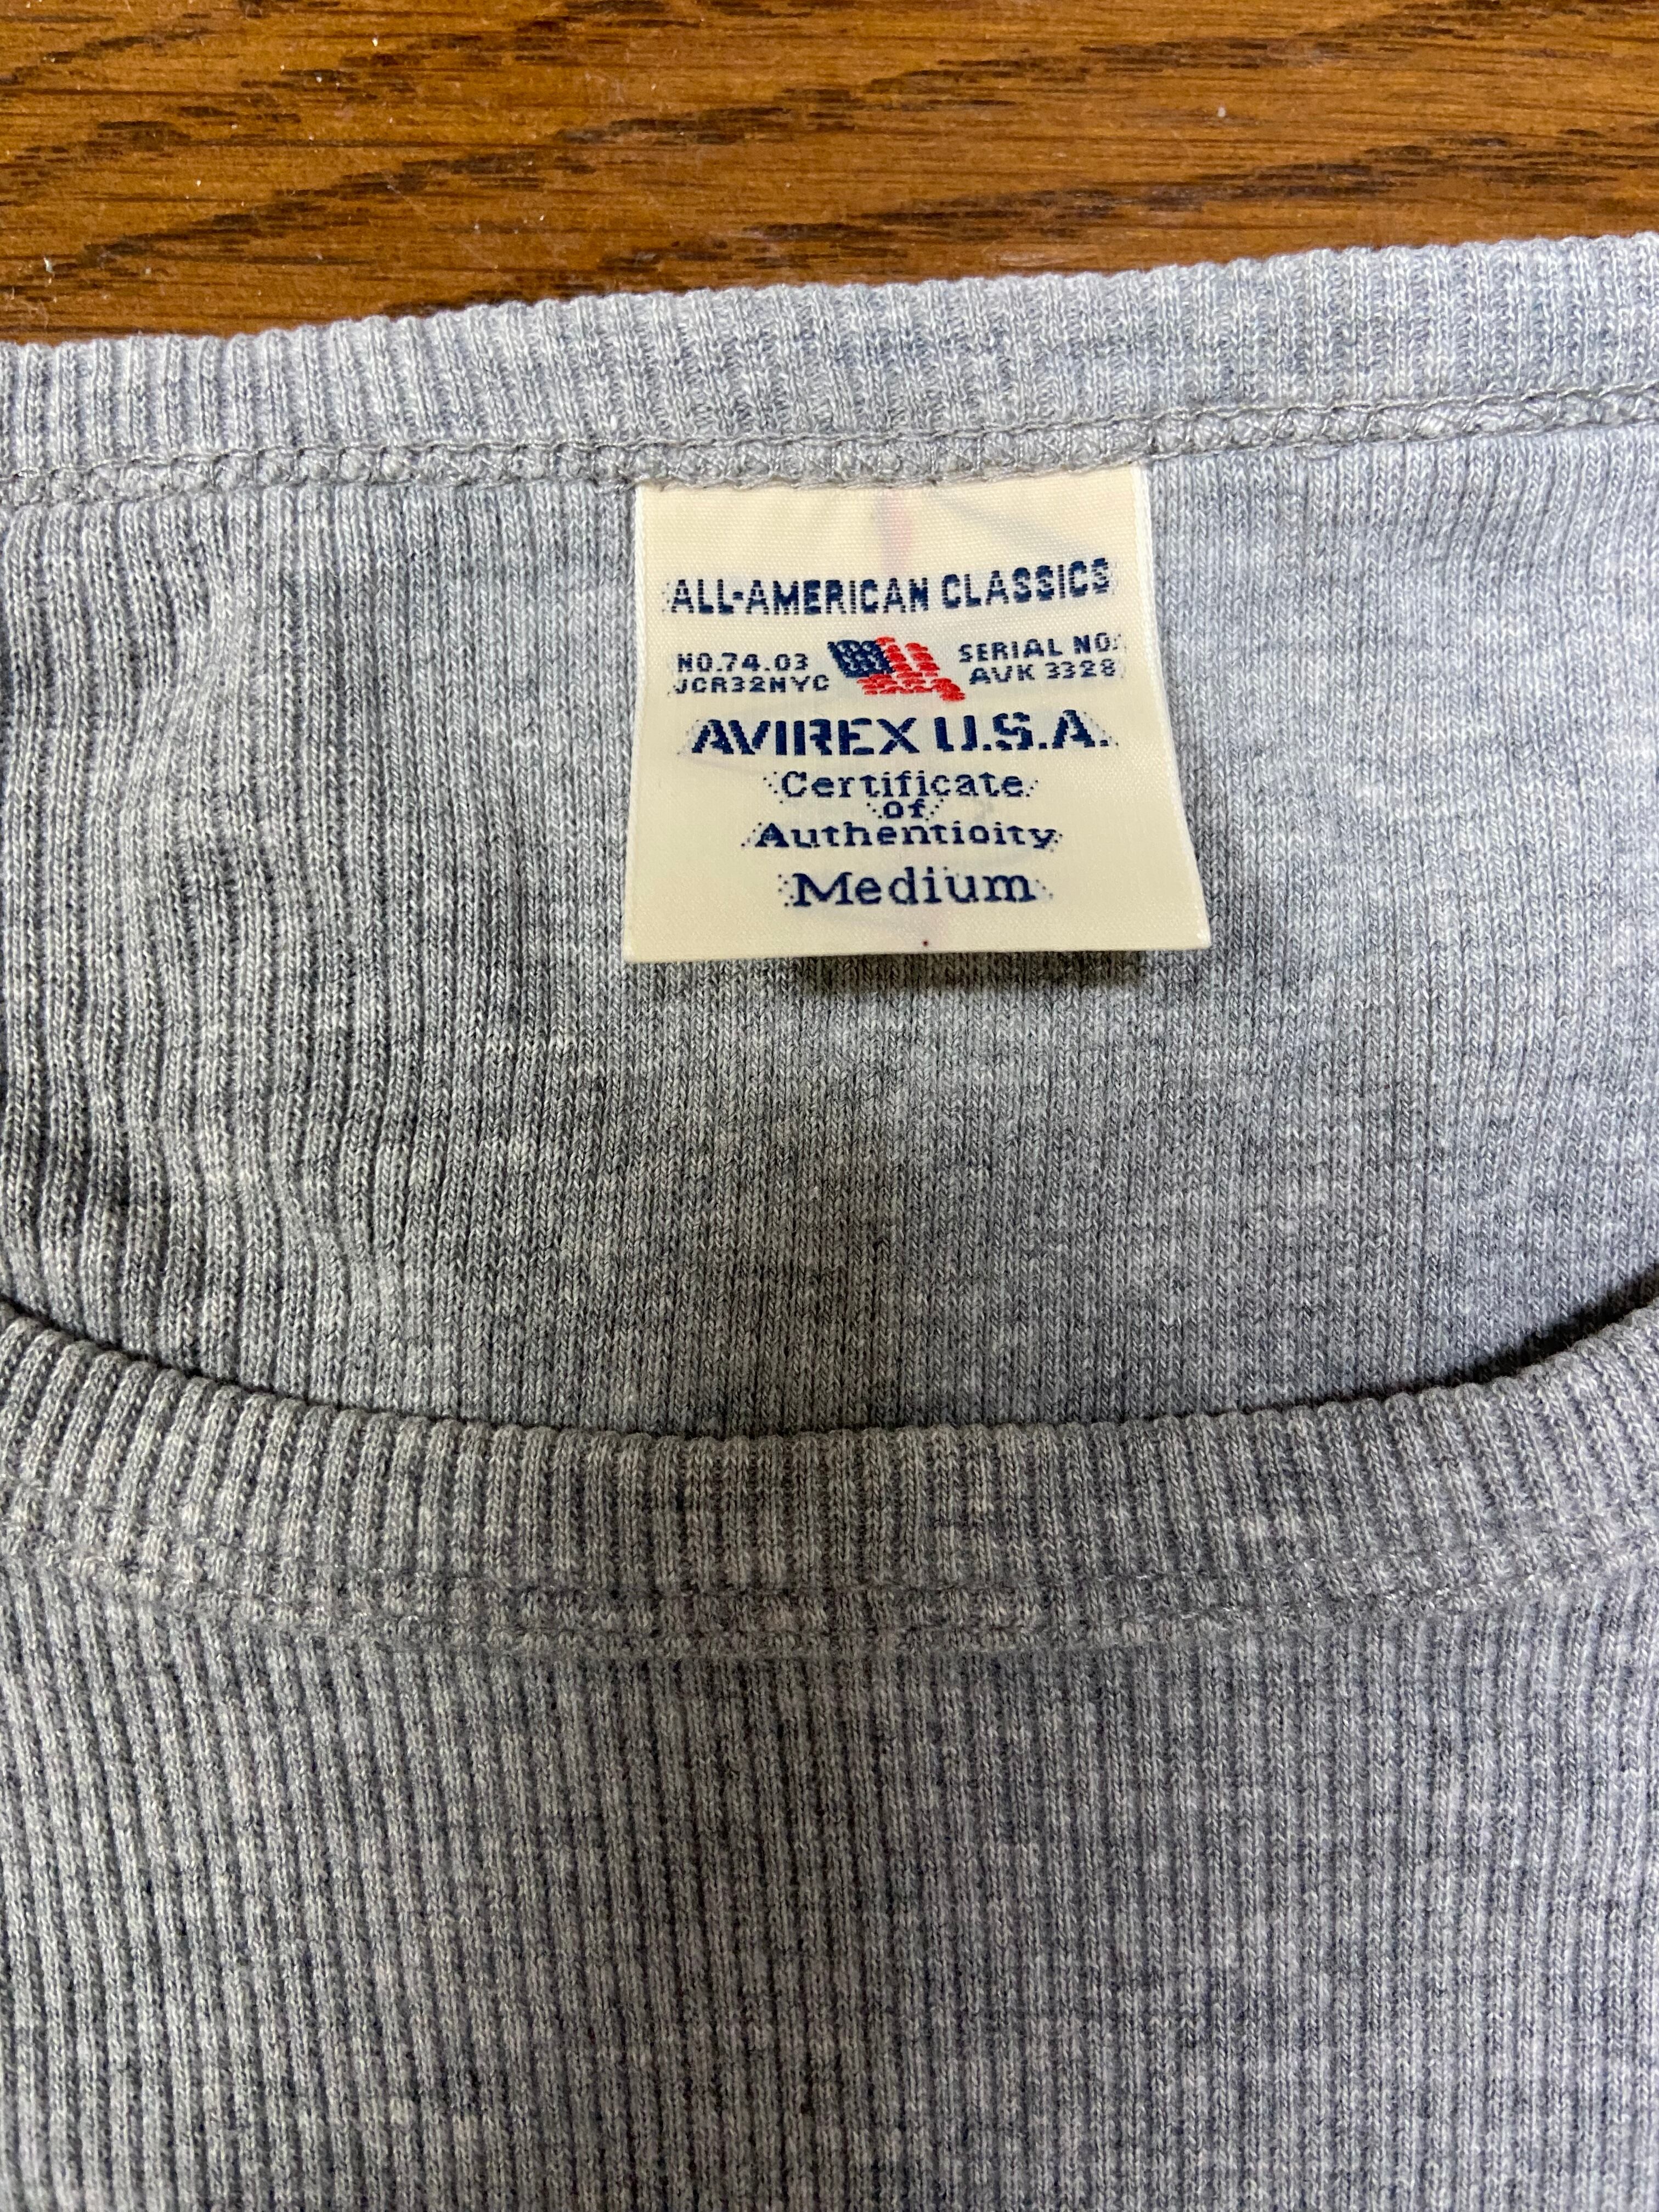 ALL-AMERICAN CLASSICS
NO.74.03 SERIAL NO.
JCR32NYC AVK 3328
AVIREX U.S.A.
Certificate
of
Authenticity
Medium